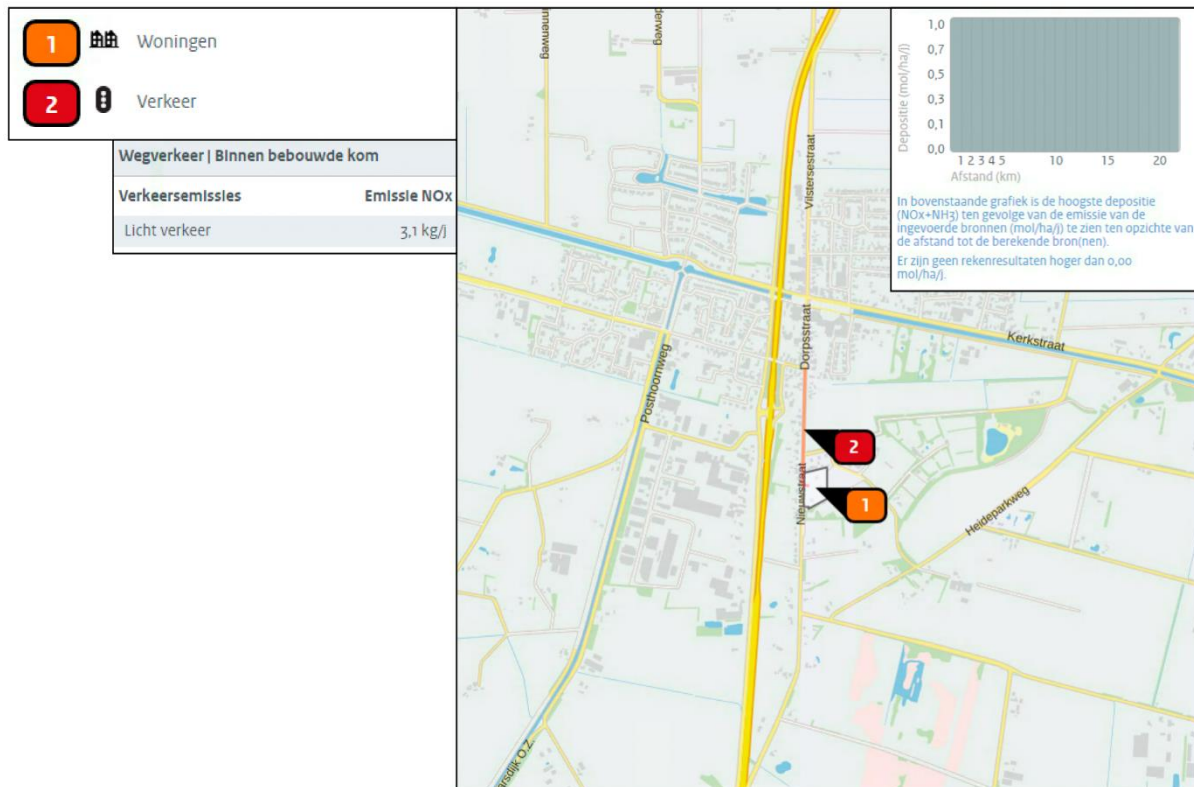 1 Woningen
2 Verkeer
Wegverkeer | Binnen bebouwde kom
Verkeersemissies Emissie NOx
Licht verkeer 3,1 kg/j
Vilstersestraat
Dorpsstraat
Kerkstraat
Posthoornweg
2
Nieuwstraat
1
Heideparkweg
Depositie (mol/ha/j)
1,0
0,7
0,5
0,3
0,1
0,0
1 2 3 4 5 10 15 20
Afstand (km)
In bovenstaande grafiek is de hoogste depositie
(NOx+NH3) ten gevolge van de emissie van de
ingevoerde bronnen (mol/ha/j) te zien ten opzichte van
de afstand tot de berekende bron(nen).
Er zijn geen rekenresultaten hoger dan 0,00
mol/ha/j.